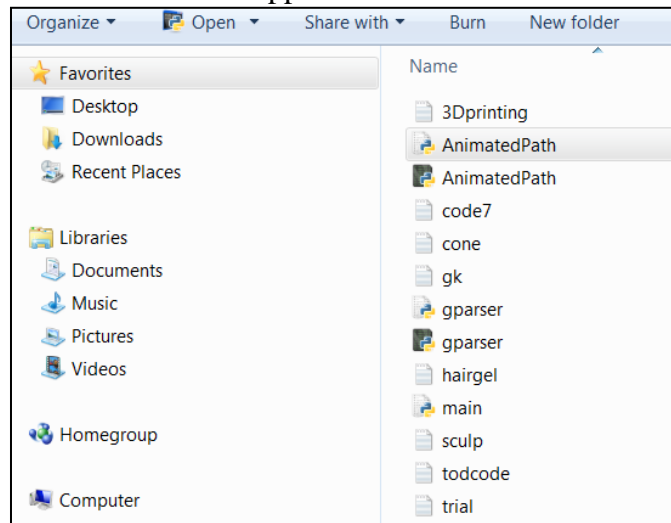 Organize Open Share with Burn New folder
Favorites
Desktop
Downloads
Recent Places
Libraries
Documents
Music
Pictures
Videos
Homegroup
Computer
Name
3Dprinting
AnimatedPath
AnimatedPath
code7
cone
gk
gparser
gparser
hairgel
main
sculp
todcode
trial